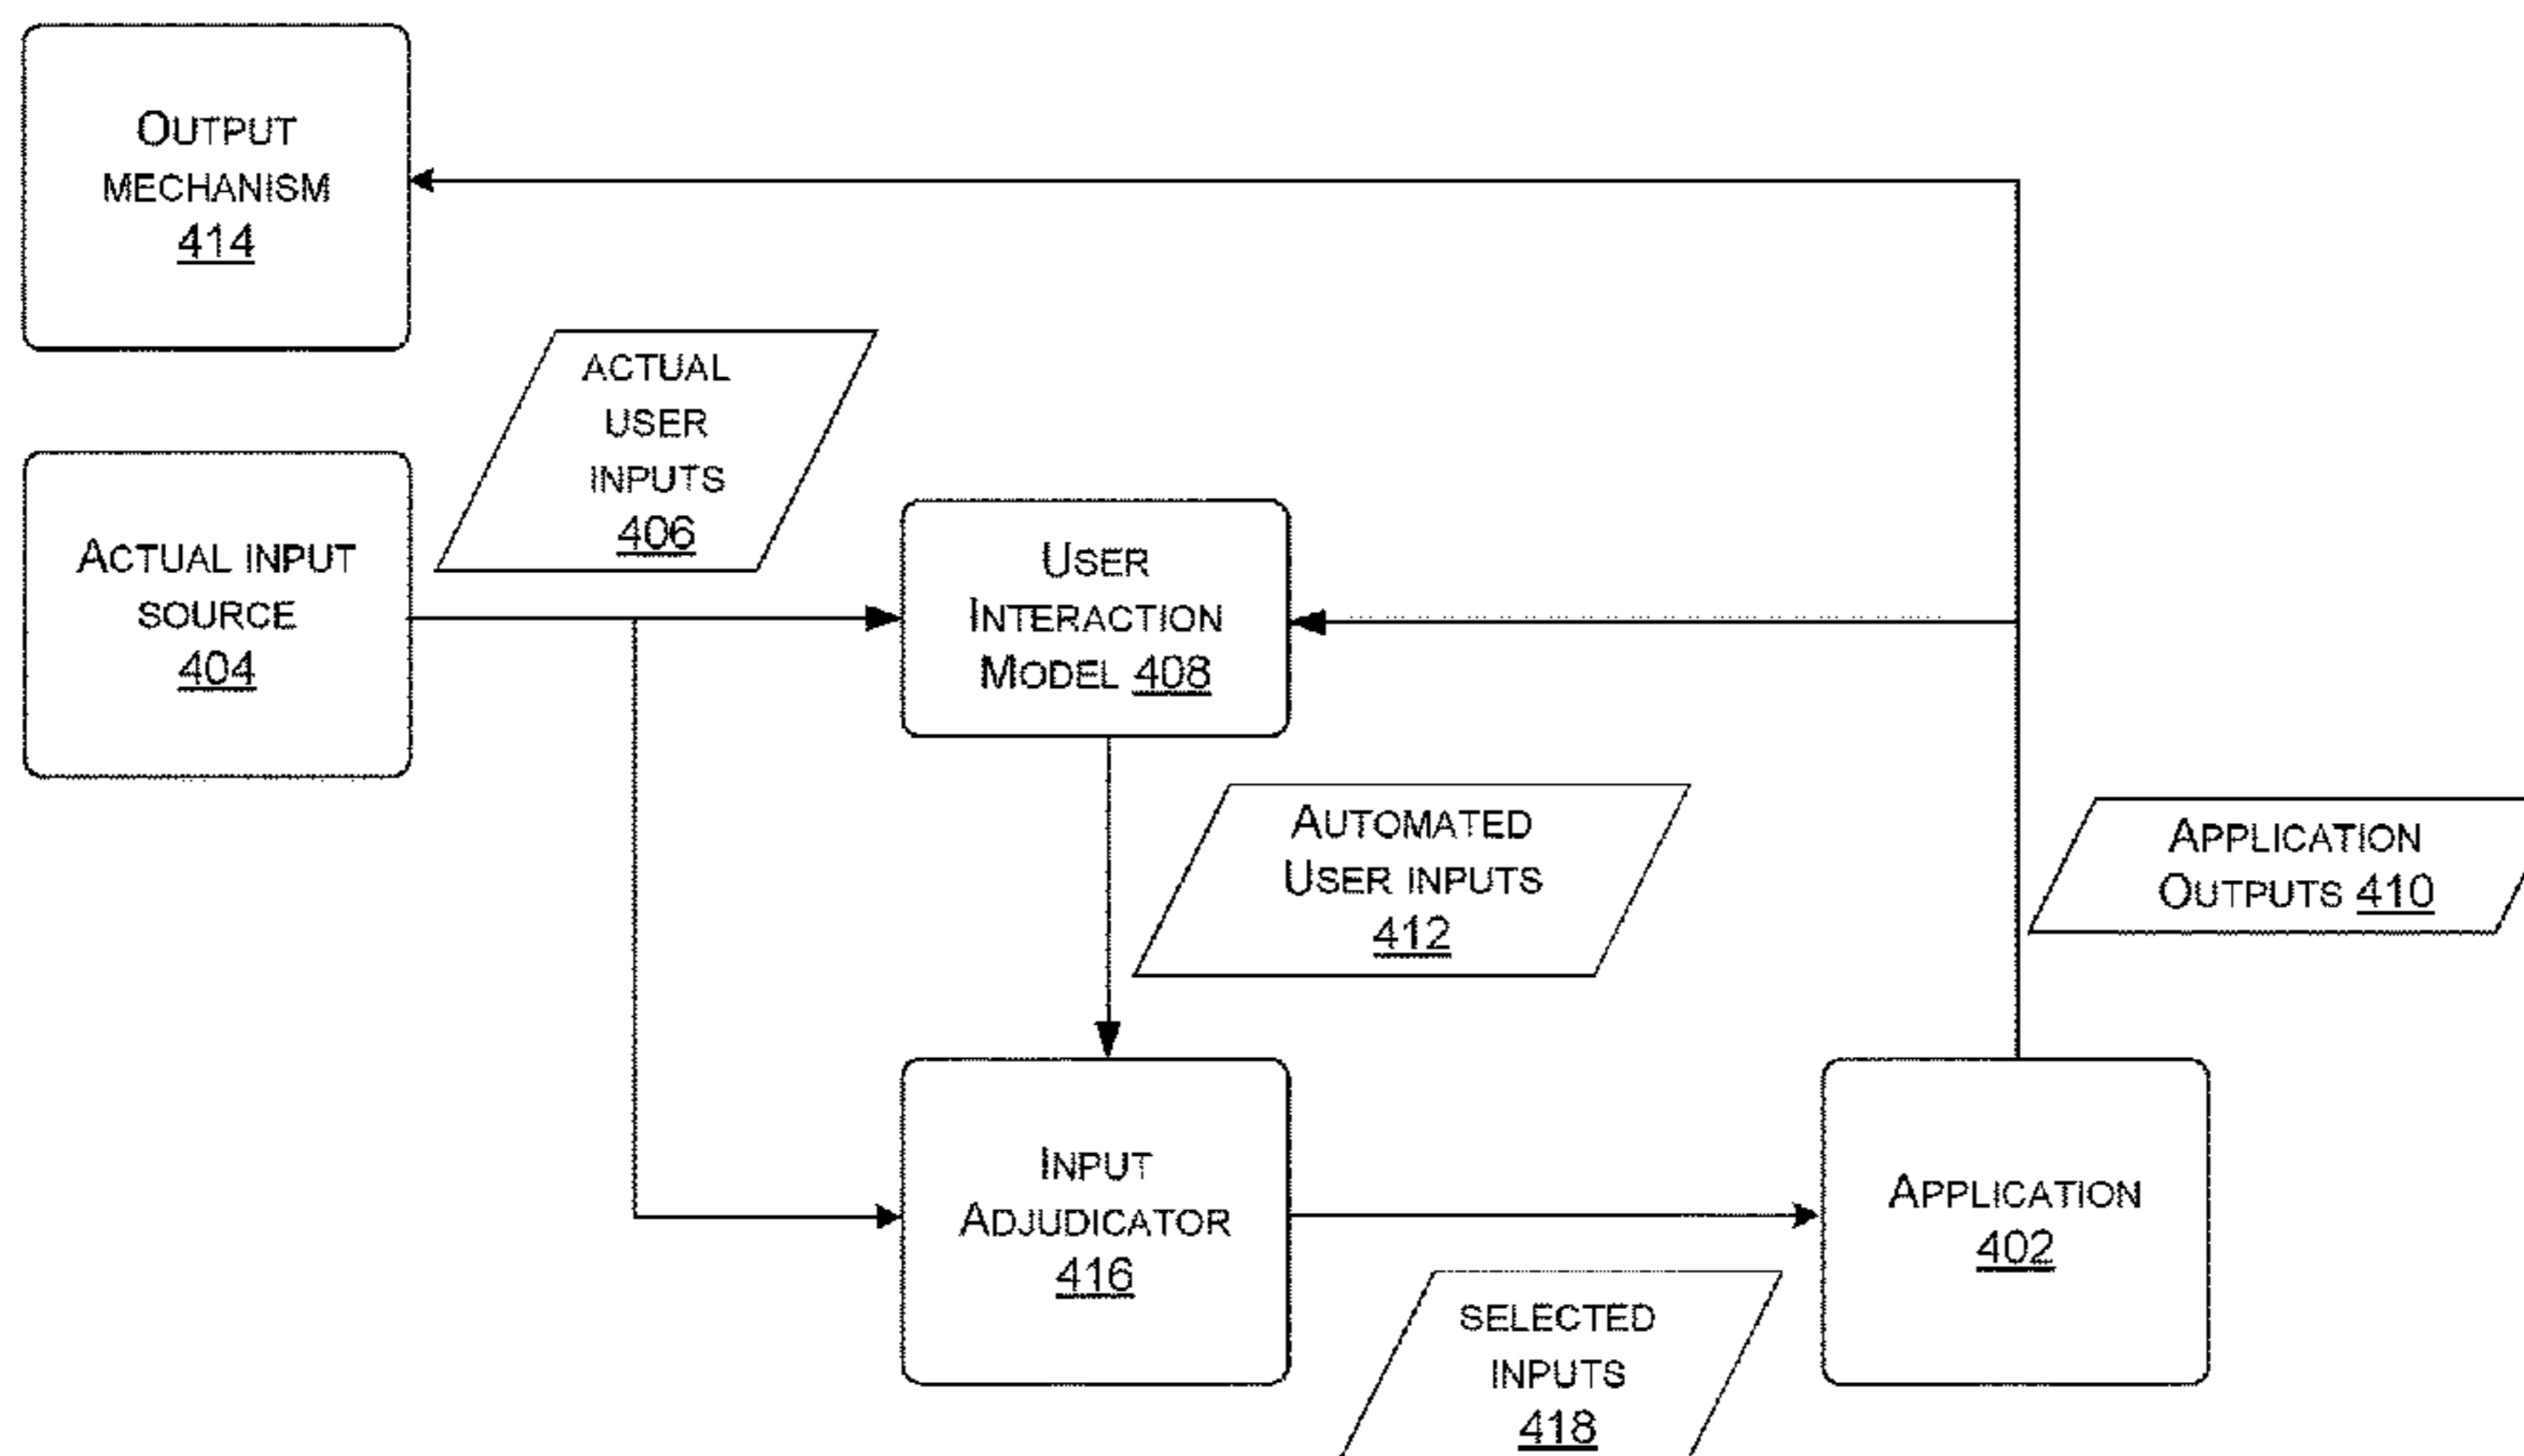 OUTPUT
MECHANISM
414
ACTUAL
USER
INPUTS
406
ACTUAL INPUT
SOURCE
404
USER
INTERACTION
MODEL 408
AUTOMATED
USER INPUTS
412
APPLICATION
OUTPUTS 410
INPUT
ADJUDICATOR
416
APPLICATION
402
SELECTED
INPUTS
418